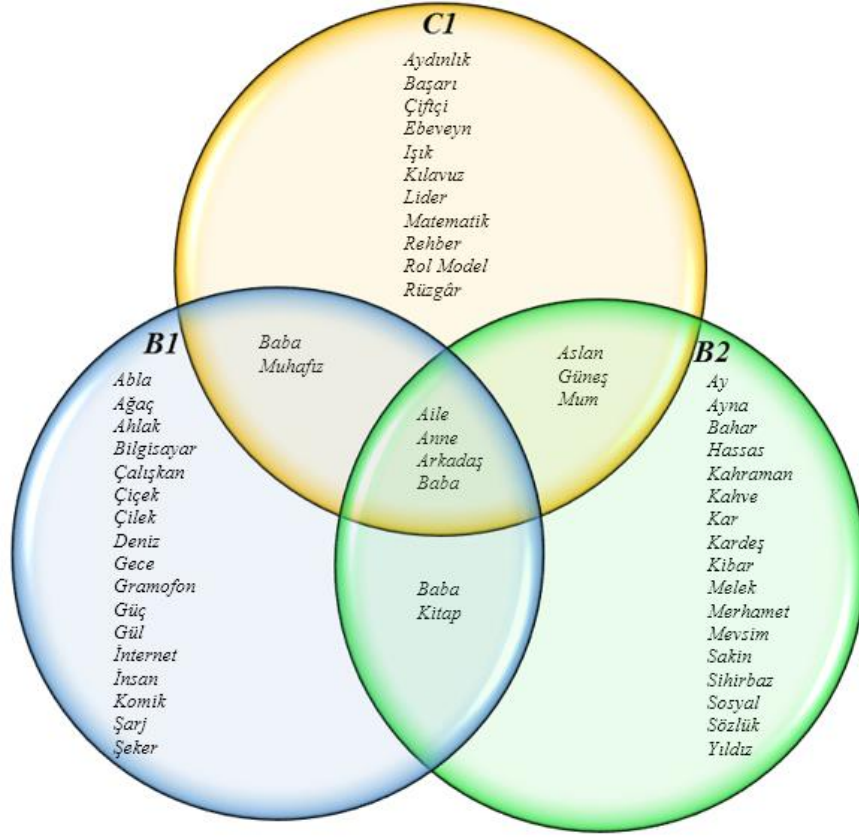 C1
Aydınlık
Başarı
Çiftçi
Ebeveyn
Işık
Kılavuz
Lider
Matematik
Rehber
Rol Model
Rüzgâr
B1
Abla
Ağaç
Ahlak
Bilgisayar
Çalışkan
Çiçek
Çilek
Deniz
Gece
Gramofon
Güç
Gül
İnternet
İnsan
Komik
Şarj
Şeker
Baba
Muhafız
Aile
Anne
Arkadaş
Baba
Baba
Kitap
Aslan
Güneş
Mum
B2
Ay
Ayna
Bahar
Hassas
Kahraman
Kahve
Kar
Kardeş
Kibar
Melek
Merhamet
Mevsim
Sakin
Sihirbaz
Sosyal
Sözlük
Yıldız